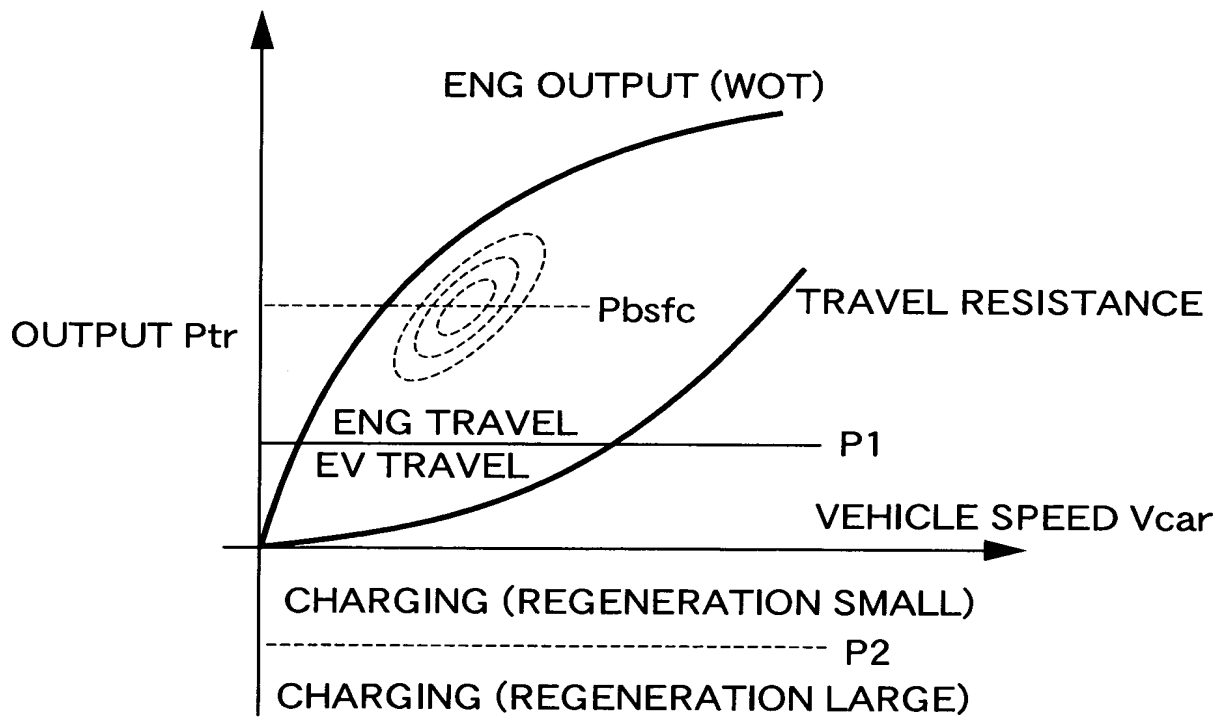 ENG OUTPUT (WOT)
Pbsfc
TRAVEL RESISTANCE
OUTPUT Ptr
ENG TRAVEL
P1
EV TRAVEL
VEHICLE SPEED Vcar
CHARGING (REGENERATION SMALL)
P2
CHARGING (REGENERATION LARGE)